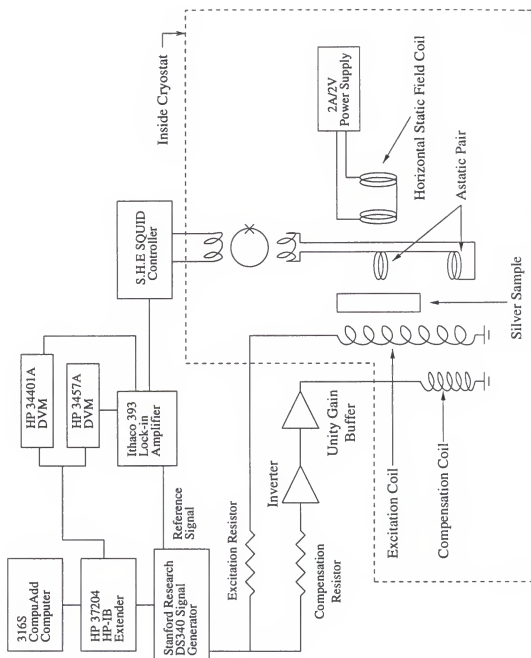 316S
CompuAdd
Computer
HP 37204
HP-IB
Extender
Stanford Research
DS340 Signal
Generator
HP 34401A
DVM
HP 3457A
DVM
Ithaco 393
Lock-in
Amplifier
Reference
Signal
S.H.E SQUID
Controller
Inside Cryostat
2A/2V
Power Supply
Horizontal Static Field Coil
Astatic Pair
Silver Sample
Excitation Resistor
Inverter
Compensation
Resistor
Unity Gain
Buffer
Excitation Coil
Compensation Coil